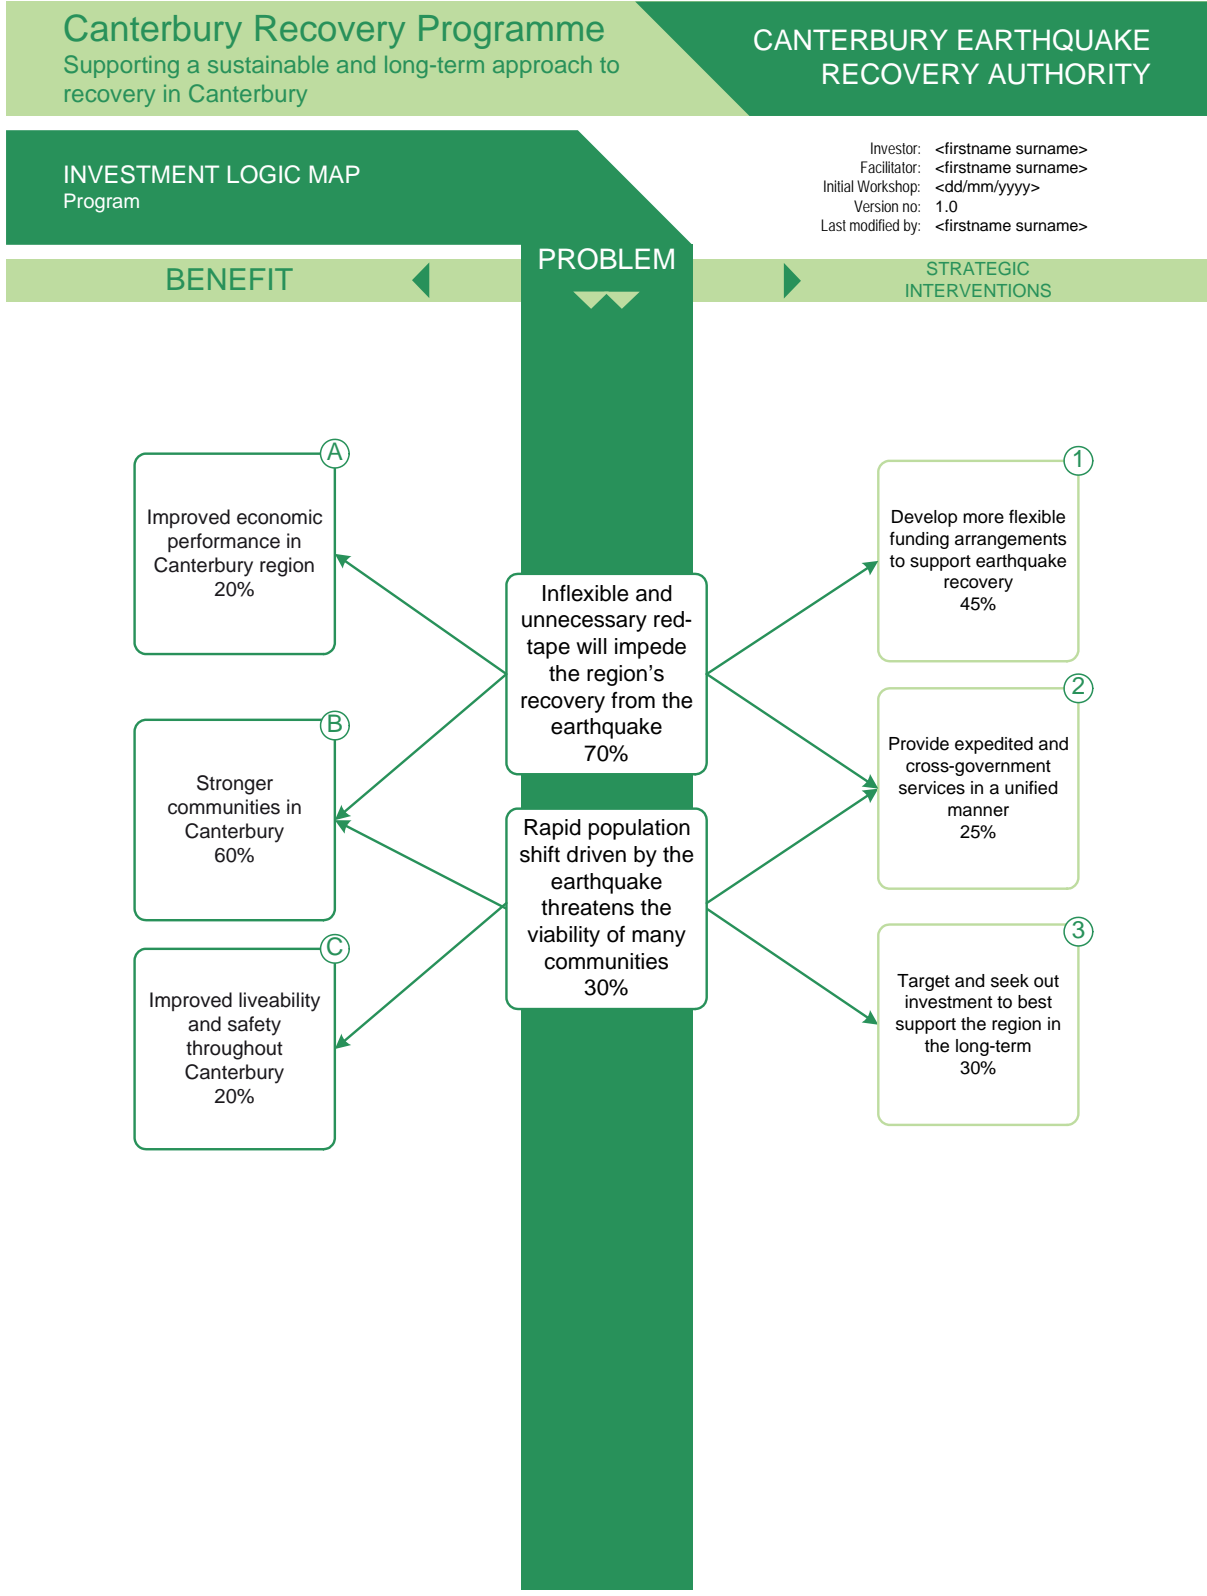 Canterbury Recovery Programme
Supporting a sustainable and long-term approach to
recovery in Canterbury
CANTERBURY EARTHQUAKE
RECOVERY AUTHORITY
INVESTMENT LOGIC MAP
Program
Investor: <firstname surname>
Facilitator: <firstname surname>
Initial Workshop: <dd/mm/yyyy>
Version no: 1.0
Last modified by: <firstname surname>
BENEFIT
PROBLEM
STRATEGIC
INTERVENTIONS
A
Improved economic
performance in
Canterbury region
20%
B
Stronger
communities in
Canterbury
60%
C
Improved liveability
and safety
throughout
Canterbury
20%
Inflexible and
unnecessary red-
tape will impede
the region’s
recovery from the
earthquake
70%
Rapid population
shift driven by the
earthquake
threatens the
viability of many
communities
30%
1
Develop more flexible
funding arrangements
to support earthquake
recovery
45%
2
Provide expedited and
cross-government
services in a unified
manner
25%
3
Target and seek out
investment to best
support the region in
the long-term
30%